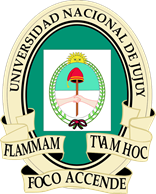 UNIVERSIDAD NACIONAL DE JUJUY
FLAMMAM TVAM HOC
FOCO ACCENDE